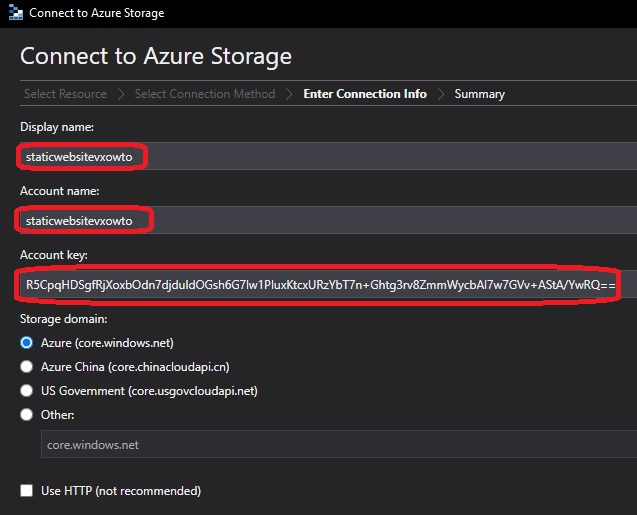 Connect to Azure Storage
Connect to Azure Storage
Select Resource > Select Connection Method > Enter Connection Info > Summary
Display name:
staticwebsitevxowto
Account name:
staticwebsitevxowto
Account key:
R5CpqHDSgfRjXoxbOdn7djduldOGsh6G7lw1PluxKtcxURzYbT7n+Ghtg3rv8ZmmWycbAl7w7GVv+AStA/YwRQ==
Storage domain:
Azure (core.windows.net)
Azure China (core.chinacloudapi.cn)
US Government (core.usgovcloudapi.net)
Other:
core.windows.net
Use HTTP (not recommended)